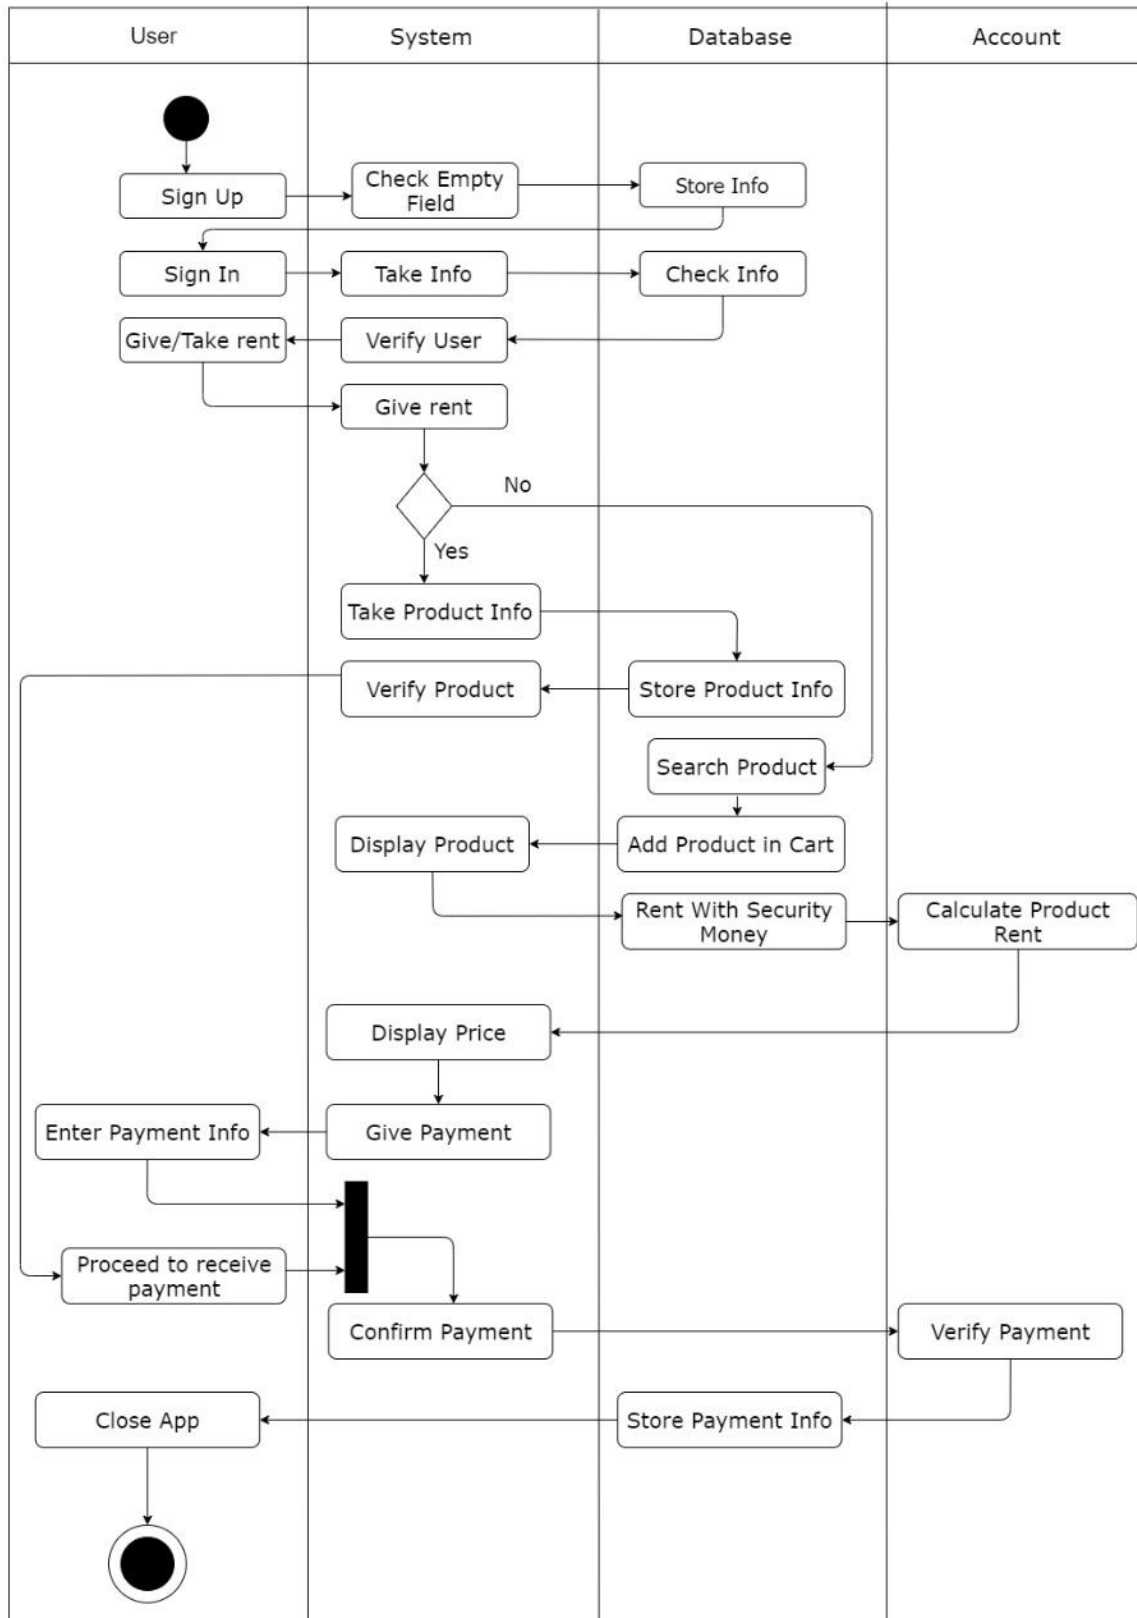 User
System
Database
Account
Sign Up
Check Empty
Field
Store Info
Sign In
Take Info
Check Info
Give/Take rent
Verify User
Give rent
No
Yes
Take Product Info
Verify Product
Store Product Info
Search Product
Display Product
Add Product in Cart
Rent With Security
Money
Calculate Product
Rent
Display Price
Enter Payment Info
Give Payment
Proceed to receive
payment
Confirm Payment
Verify Payment
Close App
Store Payment Info